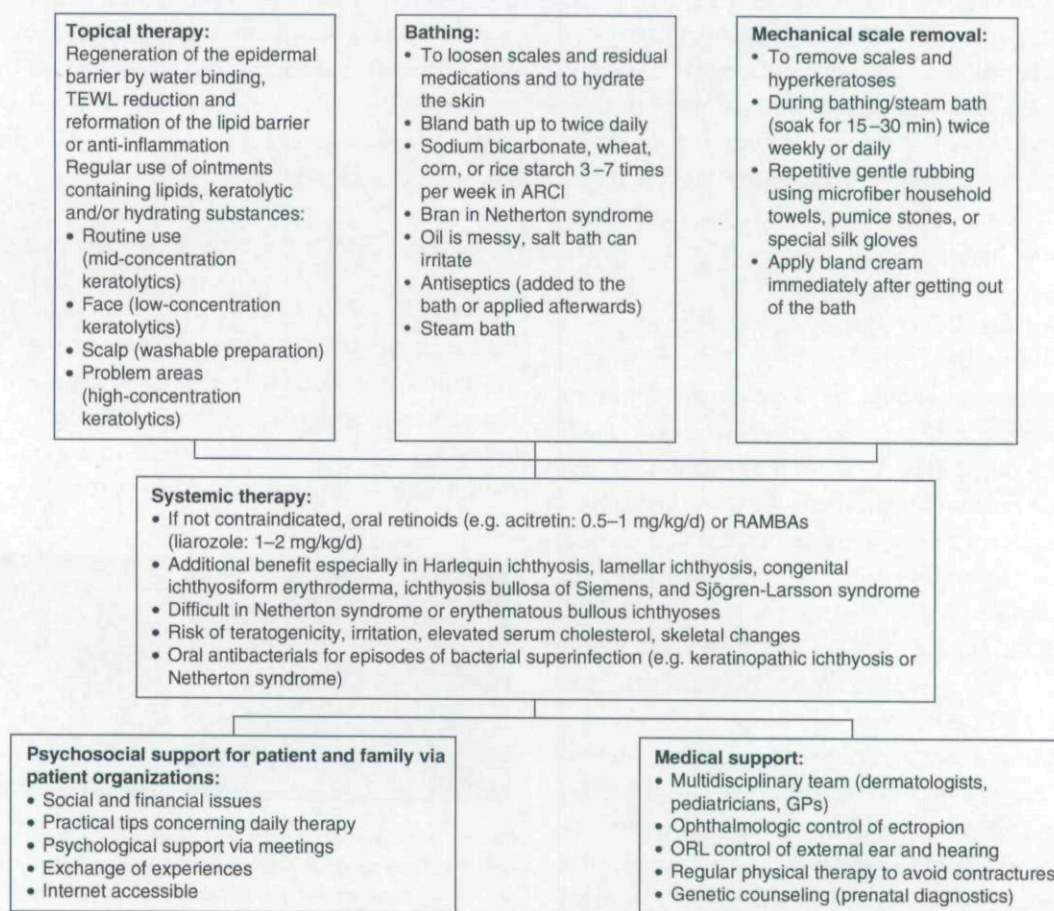 Topical therapy:
Regeneration of the epidermal
barrier by water binding,
TEWL reduction and
reformation of the lipid barrier
or anti-inflammation
Regular use of ointments
containing lipids, keratolytic
and/or hydrating substances:
• Routine use
(mid-concentration
keratolytics)
• Face (low-concentration
keratolytics)
• Scalp (washable preparation)
• Problem areas
(high-concentration
keratolytics)
Bathing:
• To loosen scales and residual
medications and to hydrate
the skin
• Bland bath up to twice daily
• Sodium bicarbonate, wheat,
corn, or rice starch 3–7 times
per week in ARCI
• Bran in Netherton syndrome
• Oil is messy, salt bath can
irritate
• Antiseptics (added to the
bath or applied afterwards)
• Steam bath
Mechanical scale removal:
• To remove scales and
hyperkeratoses
• During bathing/steam bath
(soak for 15–30 min) twice
weekly or daily
• Repetitive gentle rubbing
using microfiber household
towels, pumice stones, or
special silk gloves
• Apply bland cream
immediately after getting out
of the bath
Systemic therapy:
• If not contraindicated, oral retinoids (e.g. acitretin: 0.5–1 mg/kg/d) or RAMBAs
(liarozole: 1–2 mg/kg/d)
• Additional benefit especially in Harlequin ichthyosis, lamellar ichthyosis, congenital
ichthyosiform erythroderma, ichthyosis bullosa of Siemens, and Sjögren-Larsson syndrome
• Difficult in Netherton syndrome or erythematous bullous ichthyoses
• Risk of teratogenicity, irritation, elevated serum cholesterol, skeletal changes
• Oral antibacterials for episodes of bacterial superinfection (e.g. keratinopathic ichthyosis or
Netherton syndrome)
Psychosocial support for patient and family via
patient organizations:
• Social and financial issues
• Practical tips concerning daily therapy
• Psychological support via meetings
• Exchange of experiences
• Internet accessible
Medical support:
• Multidisciplinary team (dermatologists,
pediatricians, GPs)
• Ophthalmologic control of ectropion
• ORL control of external ear and hearing
• Regular physical therapy to avoid contractures
• Genetic counseling (prenatal diagnostics)